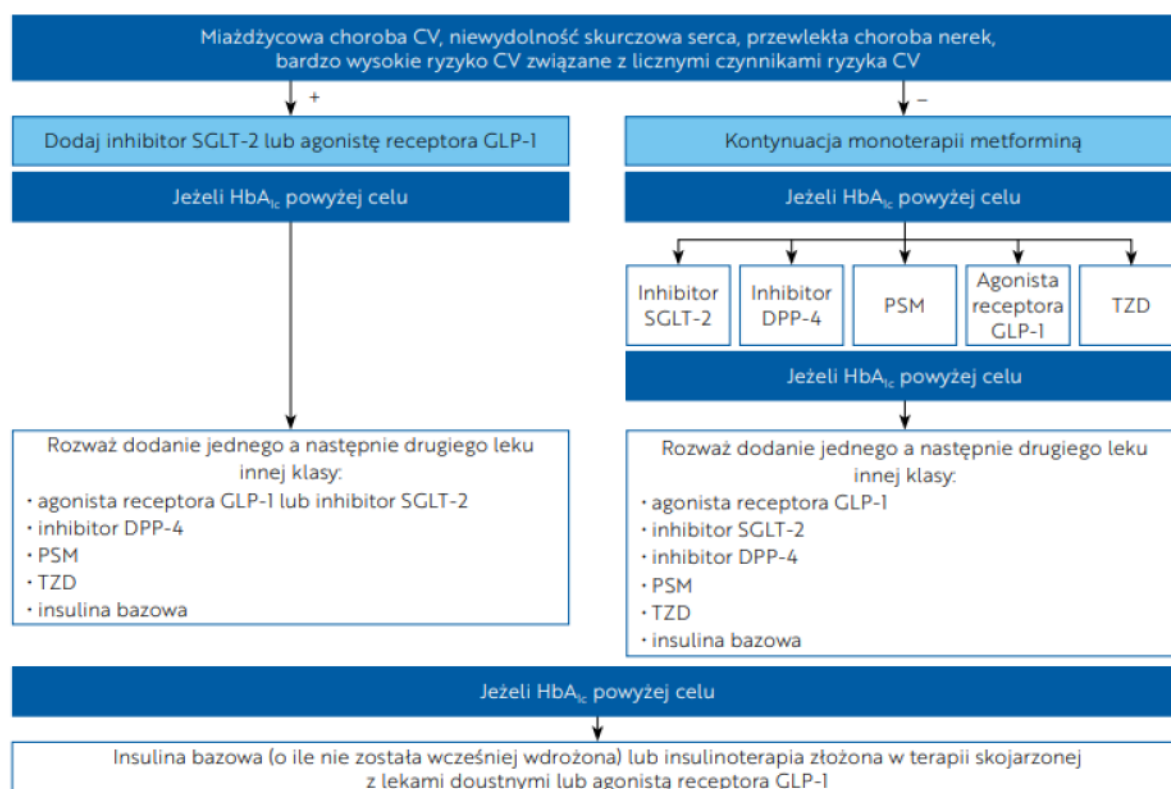 Miażdżycowa choroba CV, niewydolność skurczowa serca, przewlekła choroba nerek,
bardzo wysokie ryzyko CV związane z licznymi czynnikami ryzyka CV
+
–
Dodaj inhibitor SGLT-2 lub agonistę receptora GLP-1
Jeżeli HbA1c powyżej celu
Kontynuacja monoterapii metforminą
Jeżeli HbA1c powyżej celu
Inhibitor
SGLT-2
Inhibitor
DPP-4
PSM
Agonista
receptora
GLP-1
TZD
Jeżeli HbA1c powyżej celu
Rozważ dodanie jednego a następnie drugiego leku
innej klasy:
• agonista receptora GLP-1 lub inhibitor SGLT-2
• inhibitor DPP-4
• PSM
• TZD
• insulina bazowa
Rozważ dodanie jednego a następnie drugiego leku
innej klasy:
• agonista receptora GLP-1
• inhibitor SGLT-2
• inhibitor DPP-4
• PSM
• TZD
• insulina bazowa
Jeżeli HbA1c powyżej celu
Insulina bazowa (o ile nie została wcześniej wdrożona) lub insulinoterapia złożona w terapii skojarzonej
z lekami doustnymi lub agonistą receptora GLP-1